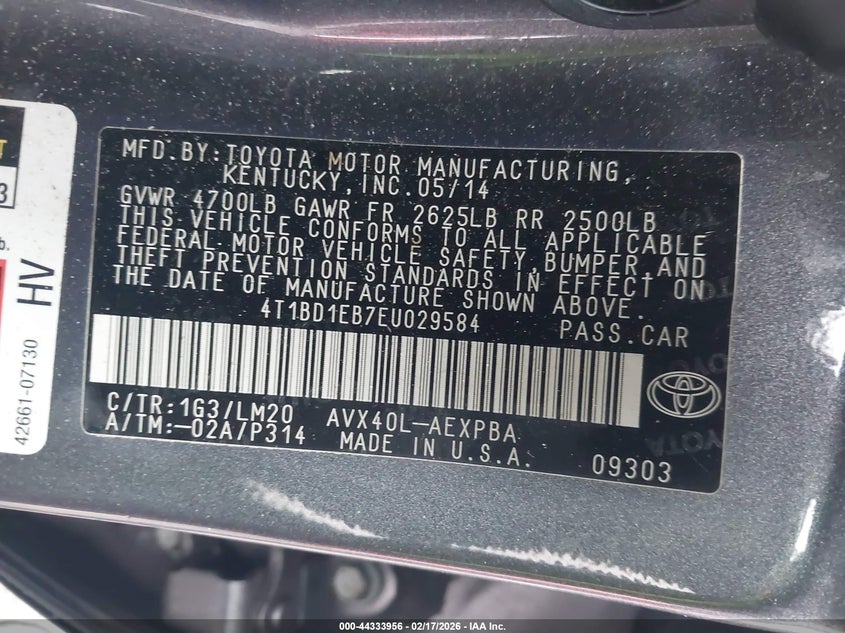 T
3
b.
HV
42661-07130
MFD.BY:TOYOTA MOTOR MANUFACTURING,
KENTUCKY,INC.05/14
GVWR 4700LB GAWR FR 2625LB RR 2500LB
THIS VEHICLE CONFORMS TO ALL APPLICABLE
FEDERAL MOTOR VEHICLE SAFETY,BUMPER,AND
THEFT PREVENTION STANDARDS IN EFFECT ON
THE DATE OF MANUFACTURE SHOWN ABOVE.
4T1BD1EB7EU029584 PASS.CAR
C/TR:1G3/LM20 AVX40L-AEXPBA
A/TM:-02A/P314 MADE IN U.S.A.
09303
TOYOTA
000-44333956 - 02/17/2026 - IAA Inc.